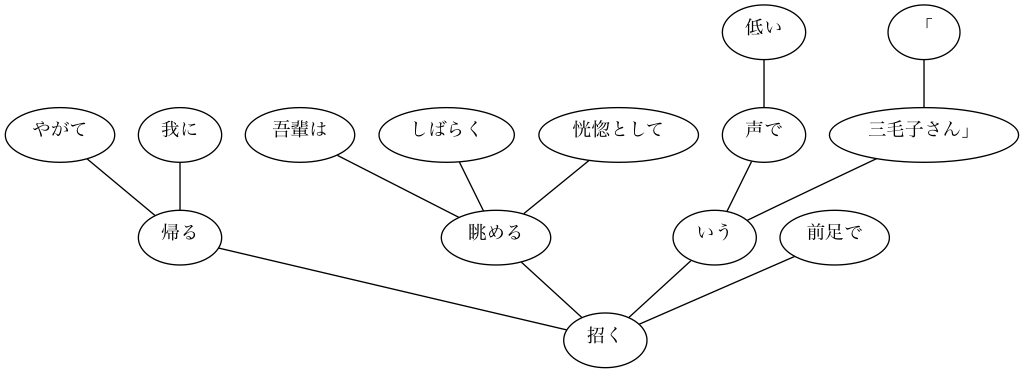 低い
「
やがて
我に
吾輩は
しばらく
恍惚として
声で
三毛子さん」
帰る
眺める
いう
前足で
招く